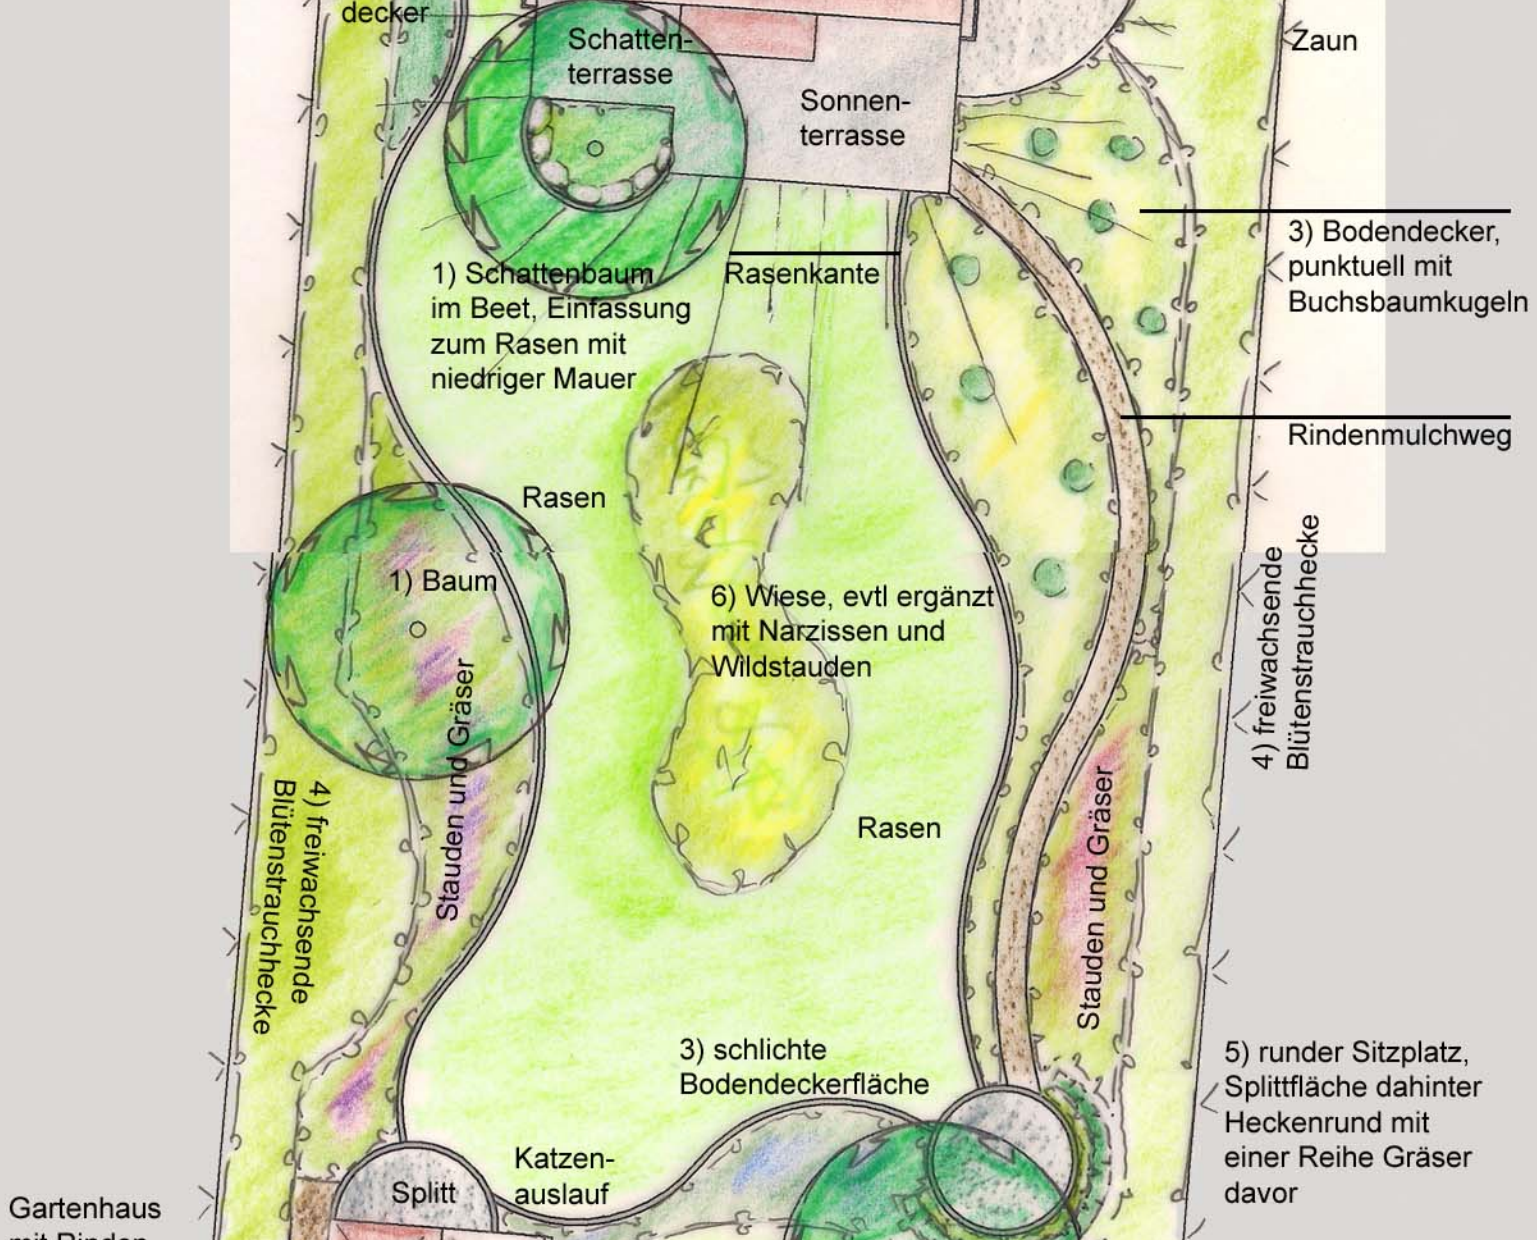 decker
Schatten-
terrasse
Zaun
Sonnen-
terrasse
3) Bodendecker,
punktuell mit
Buchsbaumkugeln
1) Schattenbaum
im Beet, Einfassung
zum Rasen mit
niedriger Mauer
Rasenkante
Rindenmulchweg
Rasen
1) Baum
6) Wiese, evtl ergänzt
mit Narzissen und
Wildstauden
4) freiwachsende
Blütenstrauchhecke
Stauden und Gräser
4) freiwachsende
Blütenstrauchhecke
Rasen
Stauden und Gräser
3) schlichte
Bodendeckerfläche
5) runder Sitzplatz,
Splittfläche dahinter
Heckenrund mit
einer Reihe Gräser
davor
Katzen-
auslauf
Splitt
Gartenhaus
mit Rinden